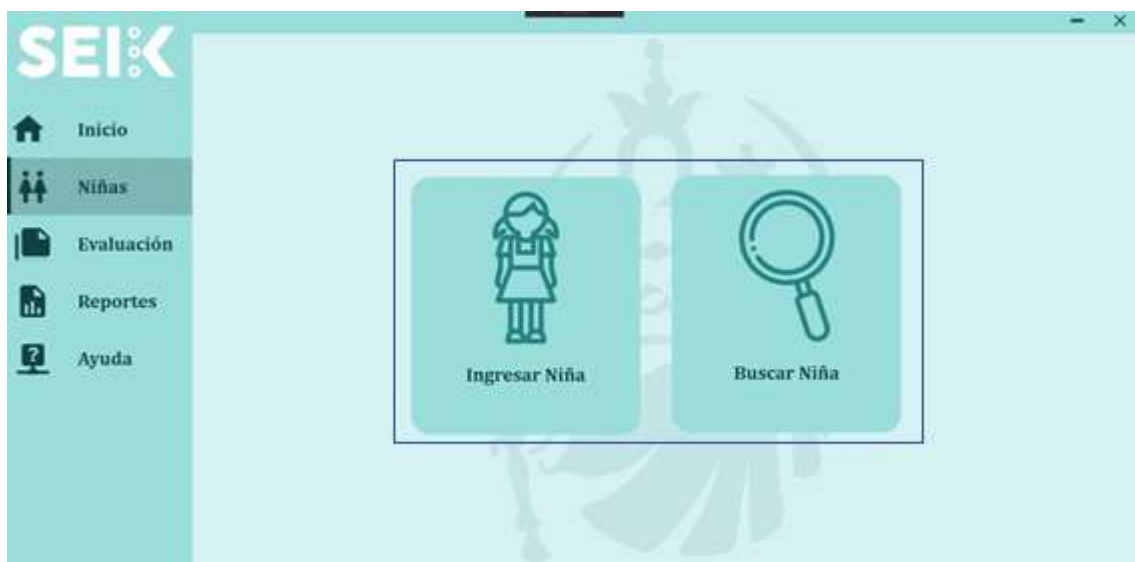 SEIK
Inicio
Niñas
Evaluación
Reportes
Ayuda
Ingresar Niña
Buscar Niña